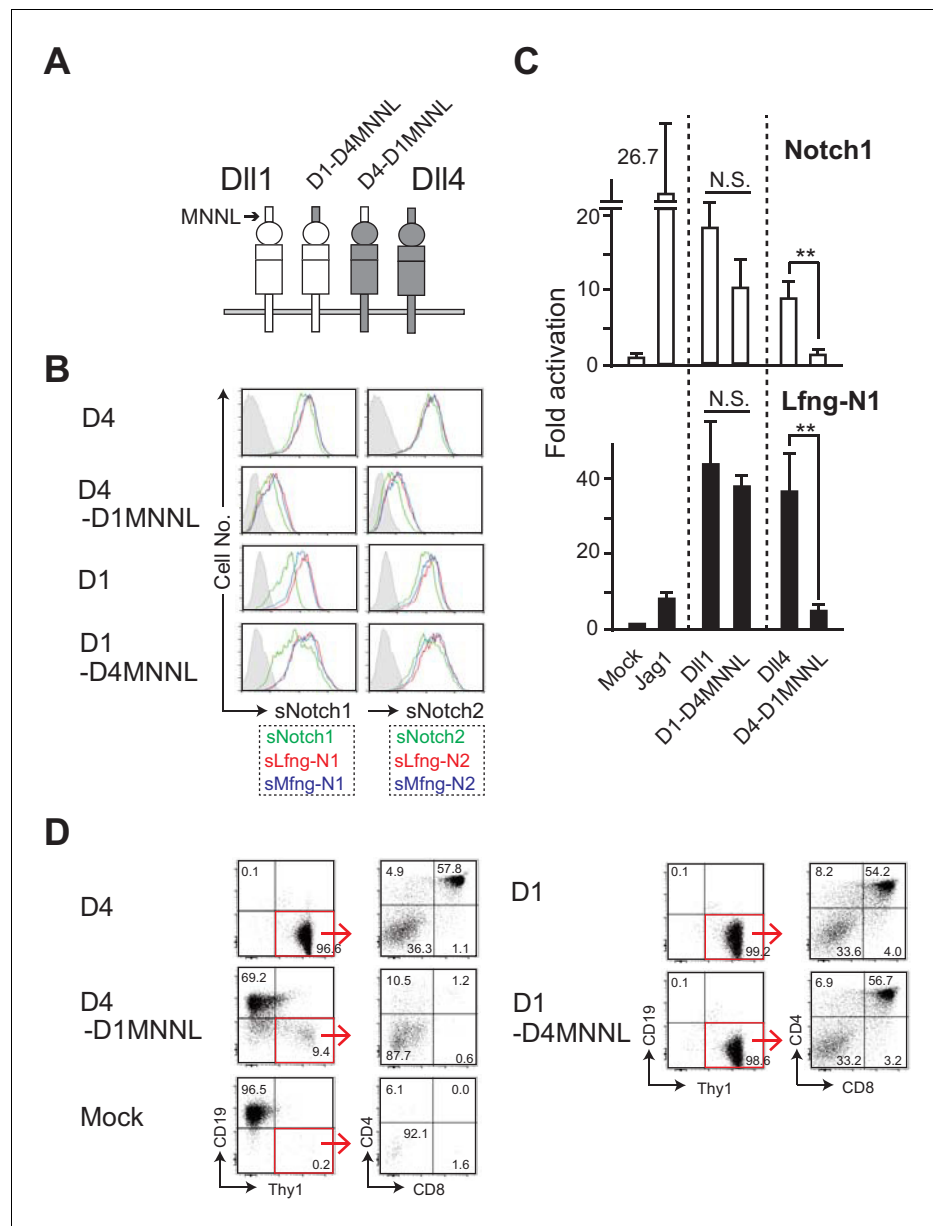 A
Dll1
D1-D4MNNL
D4-D1MNNL
Dll4
MNNL
B
D4
D4
-D1MNNL
D1
D1
-D4MNNL
Cell No.
sNotch1
sNotch2
sNotch1
sLfng-N1
sMfng-N1
sNotch2
sLfng-N2
sMfng-N2
C
Fold activation
Notch1
26.7
N.S.
**
20
10
0
Lfng-N1
N.S.
**
40
20
0
Mock
Jag1
Dll1
D1-D4MNNL
Dll4
D4-D1MNNL
D
D4
0.1
96.6
4.9
57.8
36.3
1.1
D4
-D1MNNL
69.2
9.4
10.5
1.2
87.7
0.6
Mock
96.5
0.2
6.1
0.0
92.1
1.6
CD19
Thy1
CD4
CD8
D1
0.1
99.2
8.2
54.2
33.6
4.0
D1
-D4MNNL
0.1
98.6
6.9
56.7
33.2
3.2
CD19
Thy1
CD4
CD8